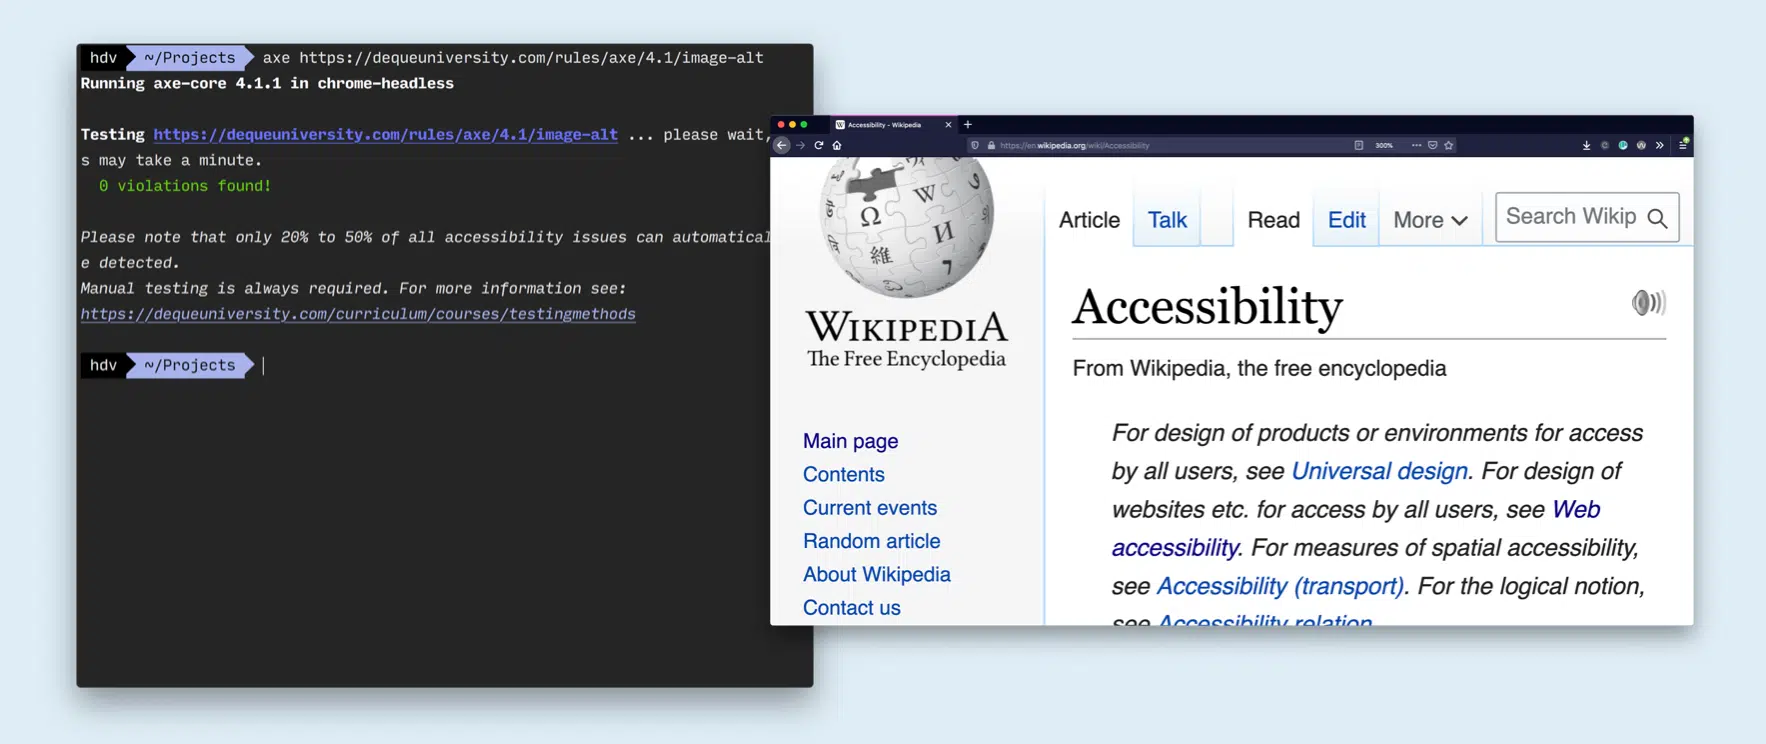 hdv ~/Projects axe https://dequeuniversity.com/rules/axe/4.1/image-alt
Running axe-core 4.1.1 in chrome-headless
Testing https://dequeuniversity.com/rules/axe/4.1/image-alt ... please wait,
s may take a minute.
0 violations found!
Please note that only 20% to 50% of all accessibility issues can automatical
e detected.
Manual testing is always required. For more information see:
https://dequeuniversity.com/curriculum/courses/testingmethods
hdv ~/Projects
Accessibility - Wikipedia
https://en.wikipedia.org/wiki/Accessibility 300%
Article Talk Read Edit More Search Wikip
Ω W И 維 7
WIKIPEDIA
The Free Encyclopedia
Main page
Contents
Current events
Random article
About Wikipedia
Contact us
Accessibility
From Wikipedia, the free encyclopedia
For design of products or environments for access
by all users, see Universal design. For design of
websites etc. for access by all users, see Web
accessibility. For measures of spatial accessibility,
see Accessibility (transport). For the logical notion,
see Accessibility relation